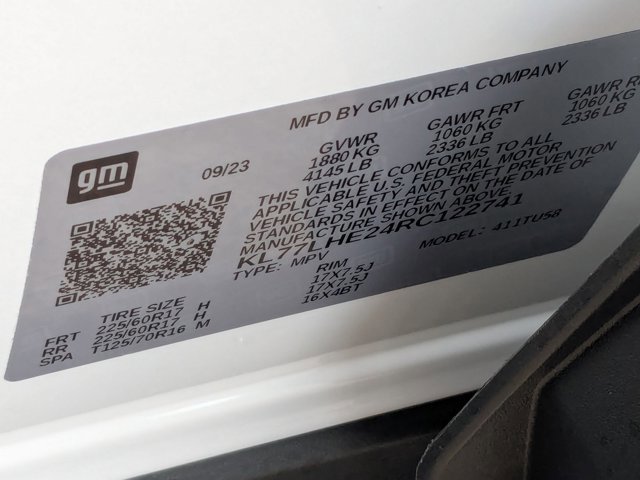 MFD BY GM KOREA COMPANY
gm
09/23
GVWR
1880 KG
4145 LB
GAWR FRT
1060 KG
2336 LB
GAWR
1060 KG
2336 LB
THIS VEHICLE CONFORMS TO ALL
APPLICABLE U.S. FEDERAL MOTOR
VEHICLE SAFETY AND THEFT PREVENTION
STANDARDS IN EFFECT ON THE DATE OF
MANUFACTURE SHOWN ABOVE.
KL77LHE24RC122741
TYPE: MPV
MODEL: 411TU58
TIRE SIZE
RIM
FRT 225/60R17 H 17X7.5J
RR 225/60R17 H 17X7.5J
SPA T125/70R16 M 16X4BT